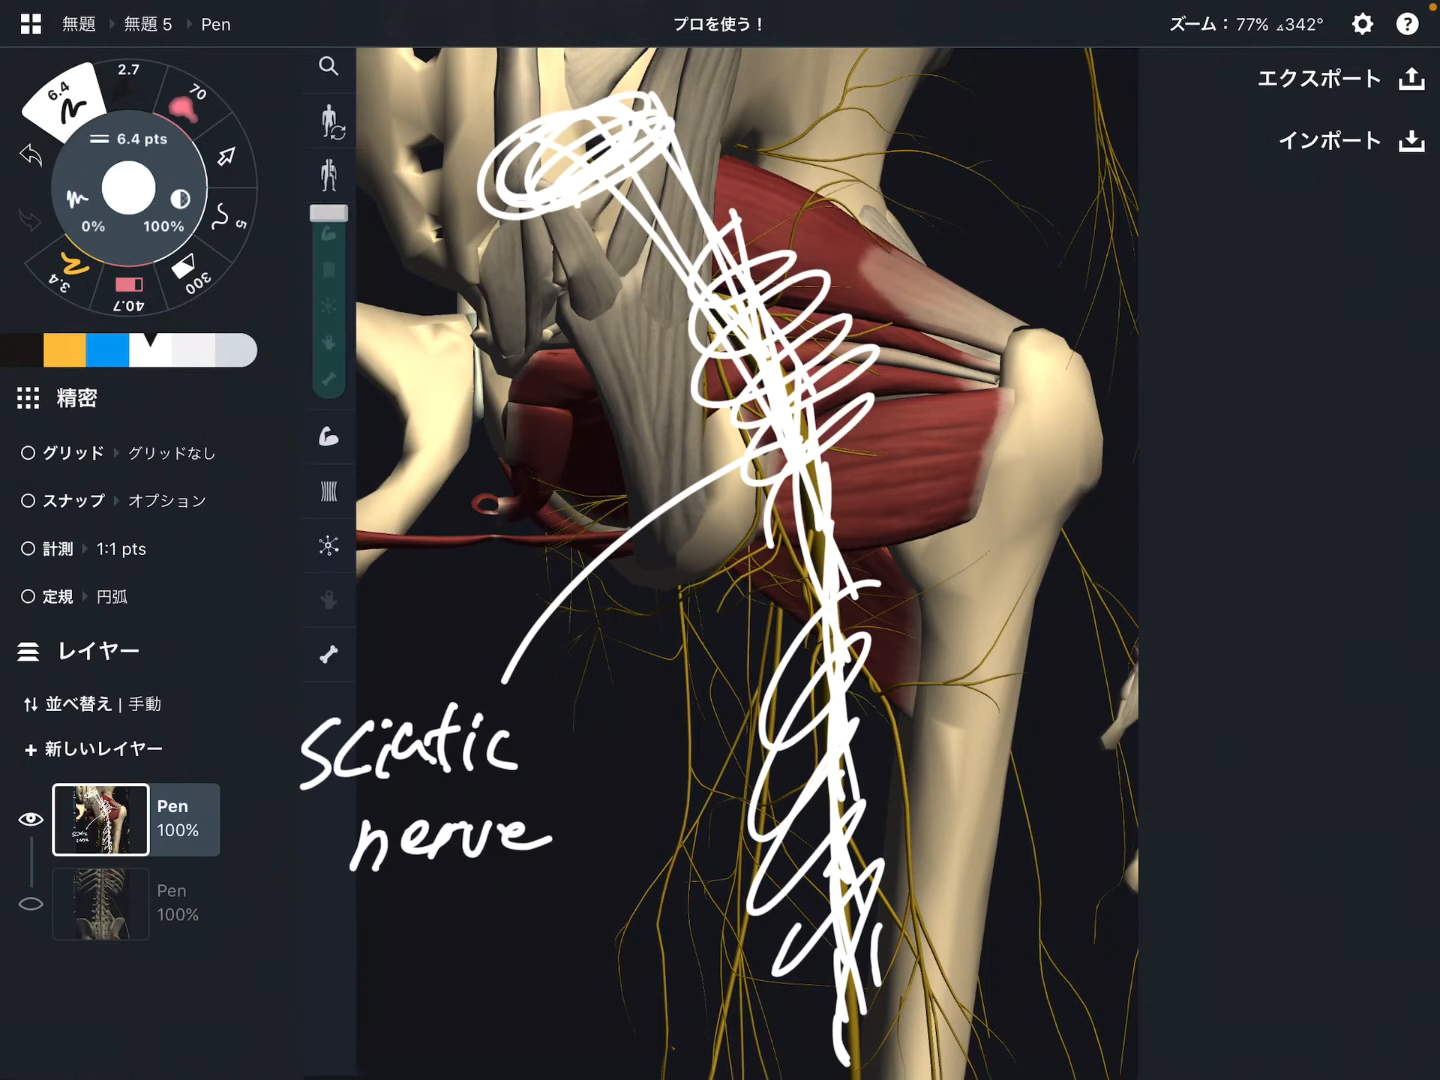 無題 無題 5 Pen
プロを使う！
ズーム：77% ⊿342°
エクスポート
インポート
2.7
6.4
70
6.4 pts
0% 100%
5
3.4
40.7
300
精密
グリッド グリッドなし
スナップ オプション
計測 1:1 pts
定規 円弧
レイヤー
並べ替え | 手動
+ 新しいレイヤー
Pen
100%
Pen
100%
sciatic
nerve